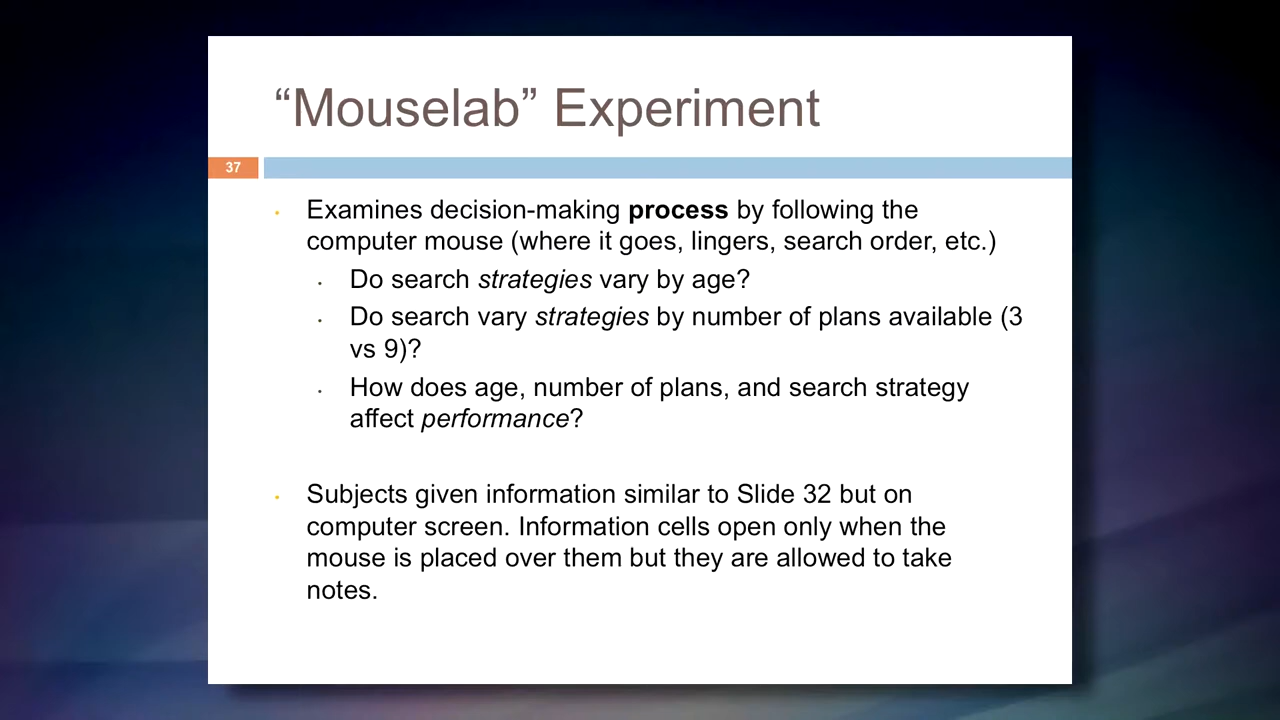 “Mouselab” Experiment
37
• Examines decision-making process by following the
computer mouse (where it goes, lingers, search order, etc.)
• Do search strategies vary by age?
• Do search vary strategies by number of plans available (3
vs 9)?
• How does age, number of plans, and search strategy
affect performance?
• Subjects given information similar to Slide 32 but on
computer screen. Information cells open only when the
mouse is placed over them but they are allowed to take
notes.